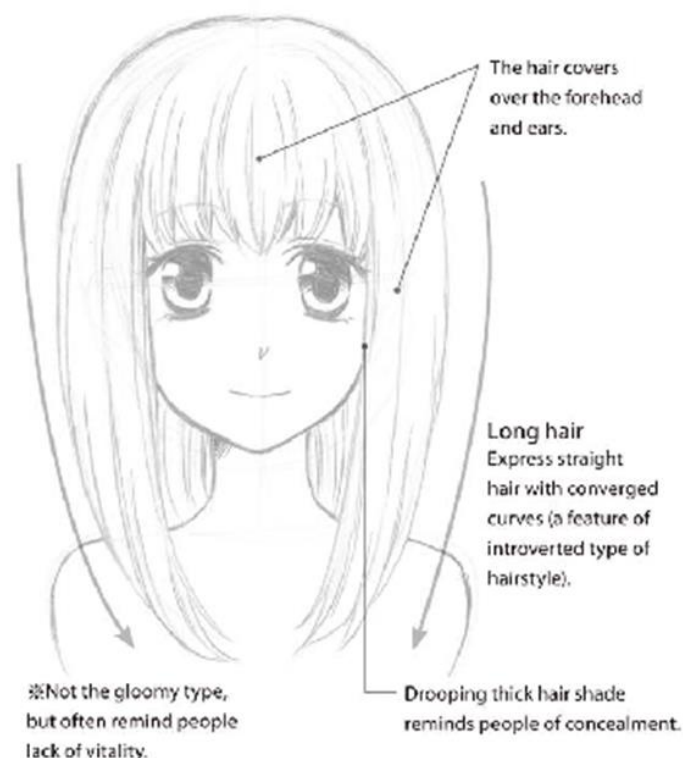 The hair covers
over the forehead
and ears.
Long hair
Express straight
hair with converged
curves (a feature of
introverted type of
hairstyle).
※Not the gloomy type,
but often remind people
lack of vitality.
Drooping thick hair shade
reminds people of concealment.